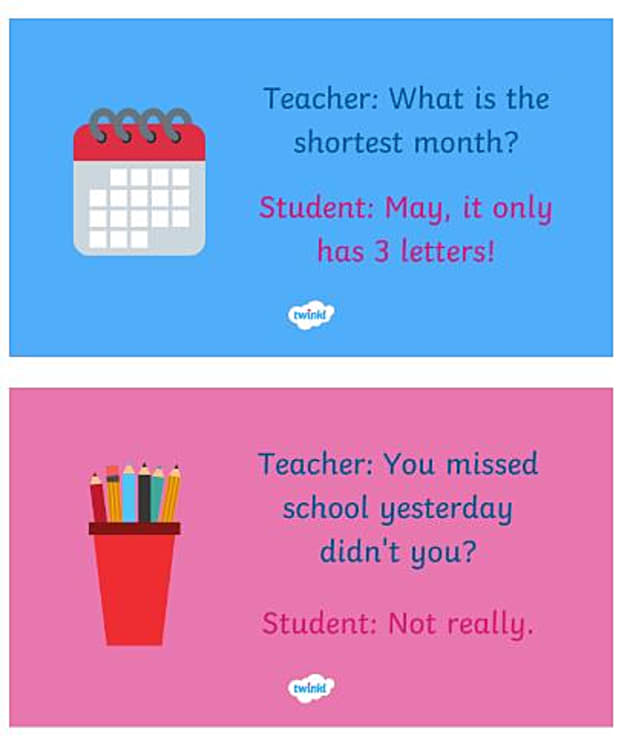 Teacher: What is the
shortest month?
Student: May, it only
has 3 letters!
twinkl
Teacher: You missed
school yesterday
didn't you?
Student: Not really.
twinkl